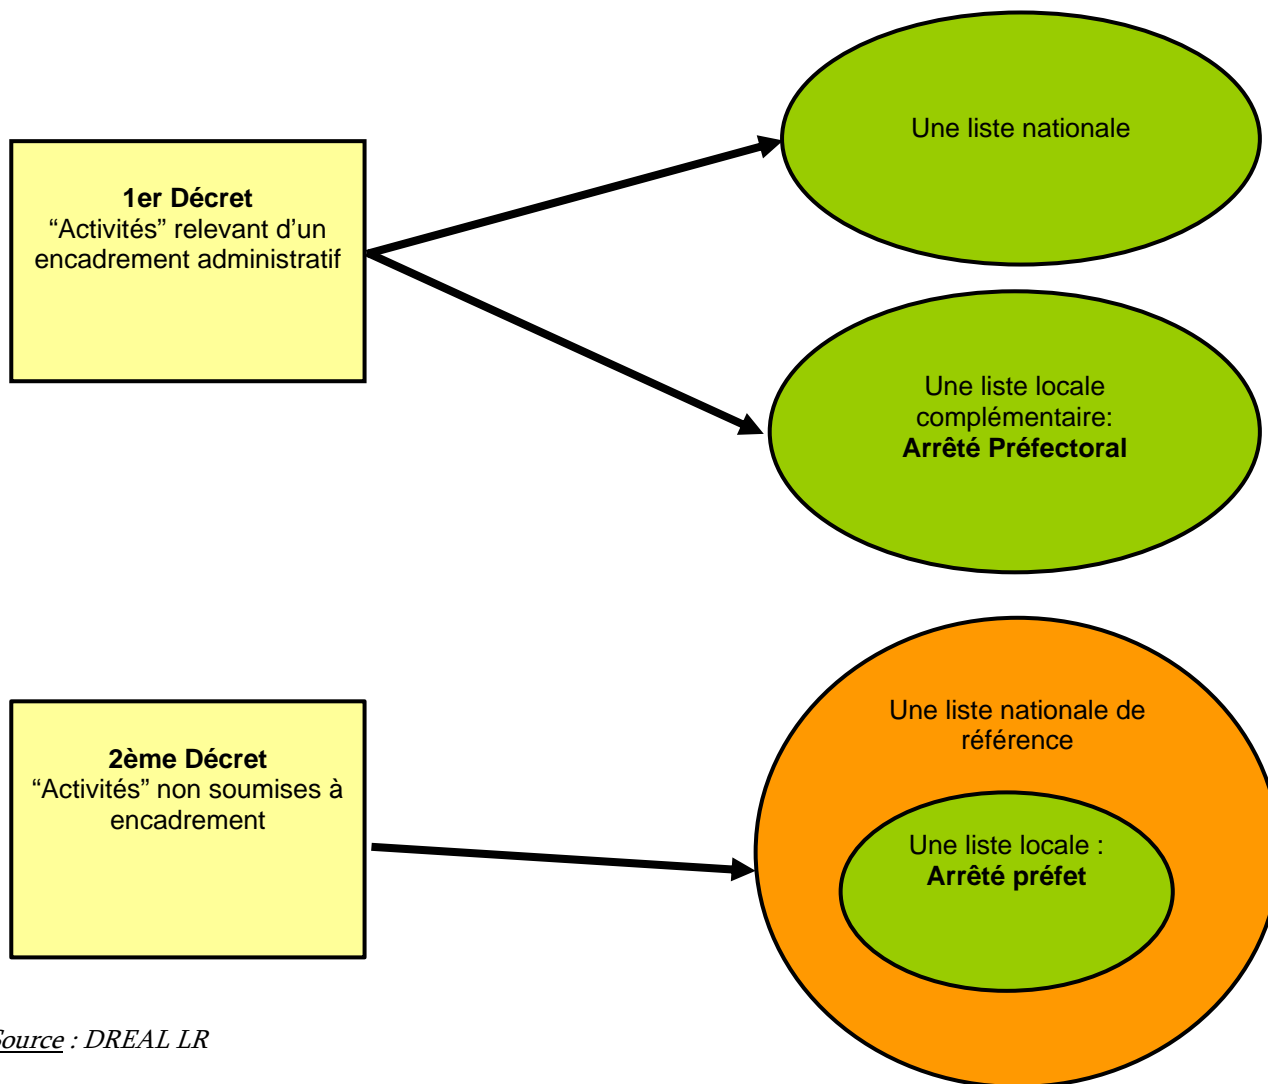 Une liste nationale
1er Décret
“Activités” relevant d’un
encadrement administratif
Une liste locale
complémentaire:
Arrêté Préfectoral
2ème Décret
“Activités” non soumises à
encadrement
Une liste nationale de
référence
Une liste locale :
Arrêté préfet
Source : DREAL LR